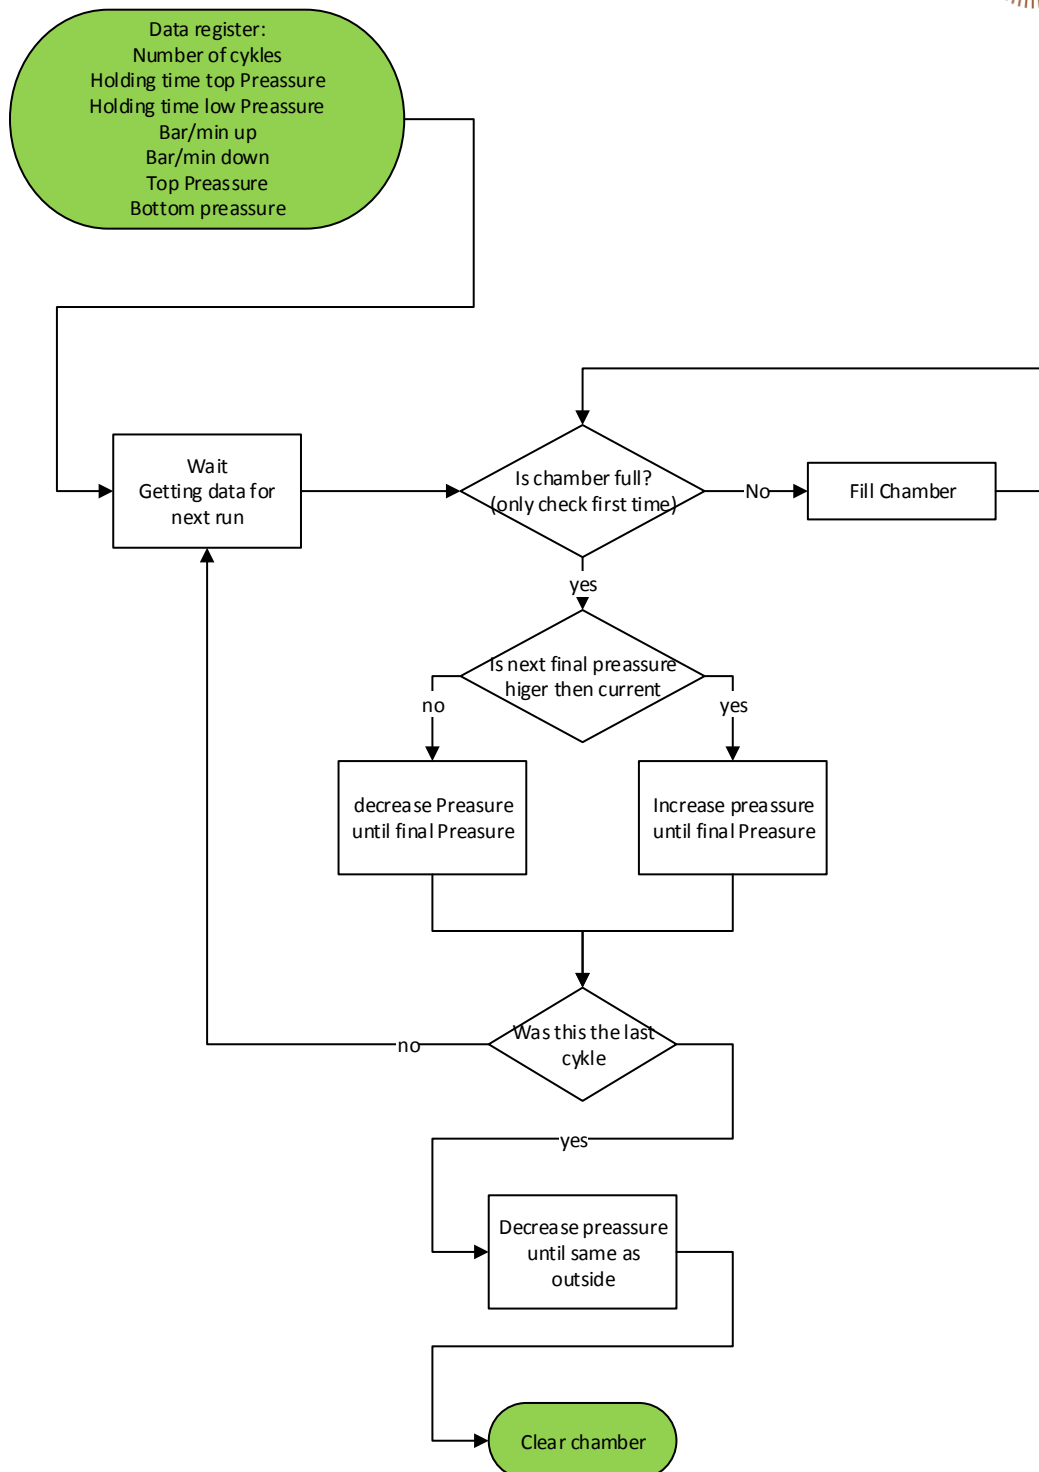 Data register:
Number of cykles
Holding time top Preassure
Holding time low Preassure
Bar/min up
Bar/min down
Top Preassure
Bottom preassure
Wait
Getting data for
next run
Is chamber full?
(only check first time)
No
Fill Chamber
yes
Is next final preassure
higer then current
no
yes
decrease Preasure
until final Preasure
Increase preassure
until final Preasure
Was this the last
cykle
no
yes
Decrease preassure
until same as
outside
Clear chamber